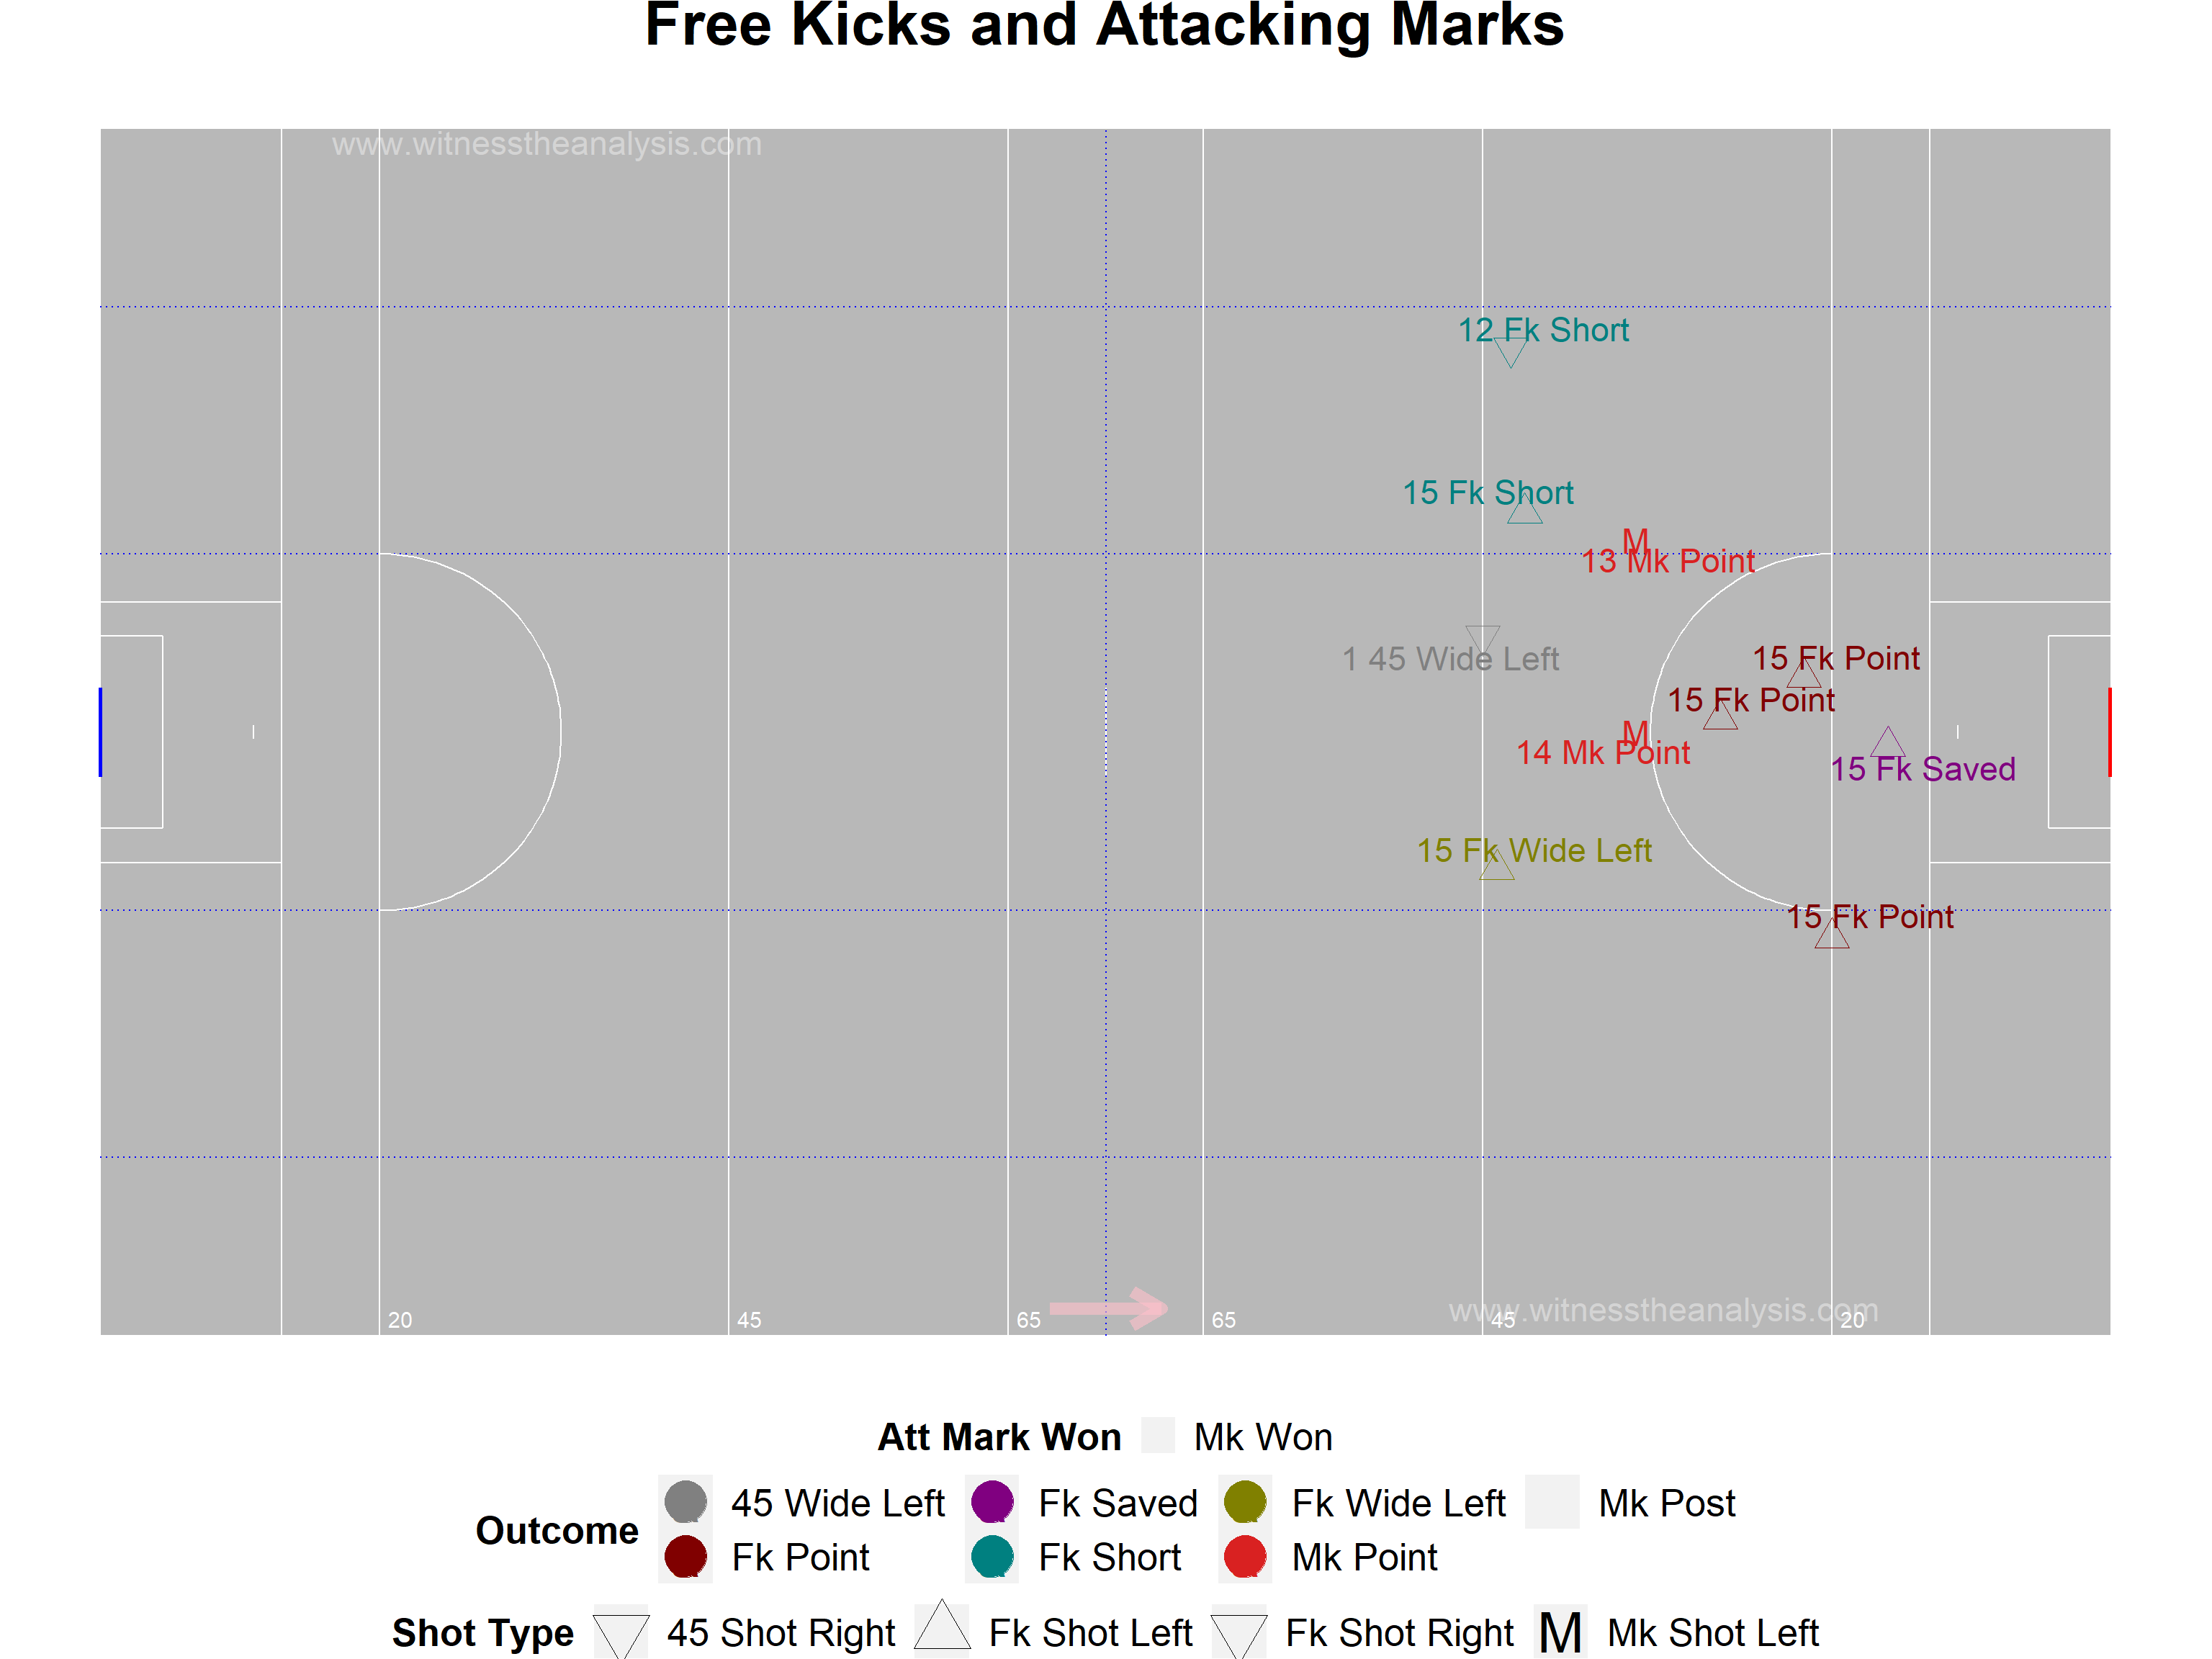 Free Kicks and Attacking Marks
www.witnesstheanalysis.com
12 Fk Short
15 Fk Short
M
13 Mk Point
1 45 Wide Left
15 Fk Point
15 Fk Point
M
14 Mk Point
15 Fk Saved
15 Fk Wide Left
15 Fk Point
www.witnesstheanalysis.com
20 45 65 65 45 20
Att Mark Won Mk Won
Outcome
45 Wide Left Fk Saved Fk Wide Left Mk Post
Fk Point Fk Short Mk Point
Shot Type 45 Shot Right Fk Shot Left Fk Shot Right M Mk Shot Left